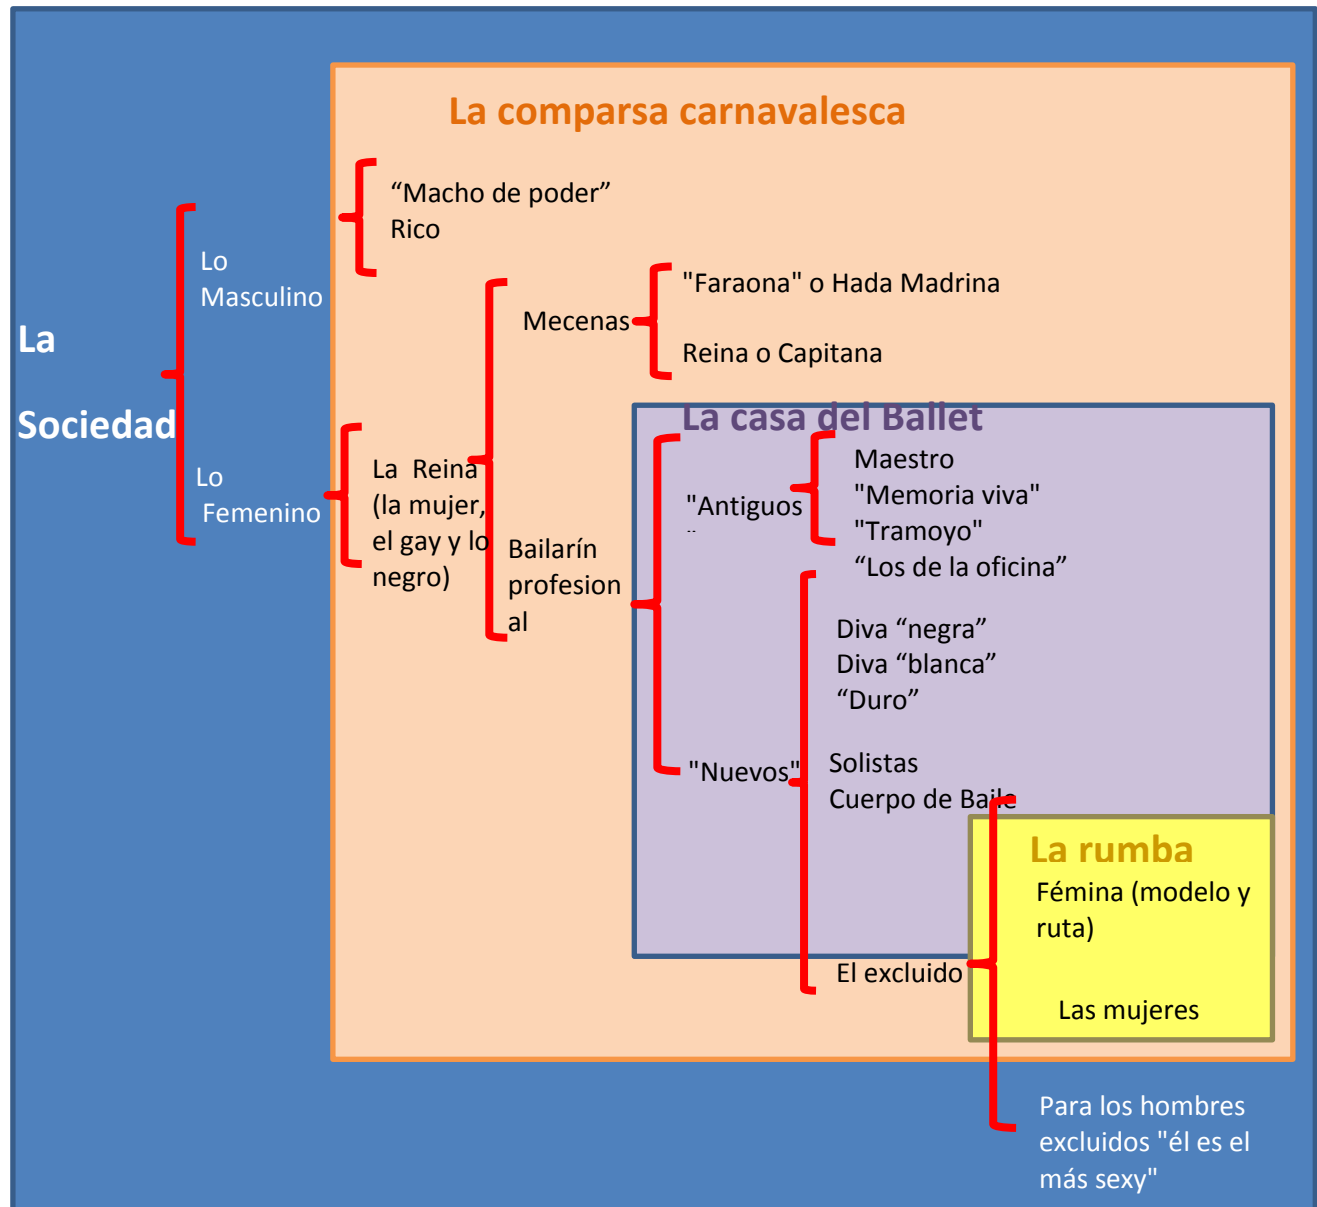 La comparsa carnavalesca
“Macho de poder”
Rico
Lo
Masculino
"Faraona" o Hada Madrina
Mecenas
Reina o Capitana
La
Sociedad
La casa del Ballet
Lo
Femenino
La Reina
(la mujer,
el gay y lo
negro)
Bailarín
profesion
al
"Antiguos
"
Maestro
"Memoria viva"
"Tramoyo"
“Los de la oficina”
Diva “negra”
Diva “blanca”
“Duro”
"Nuevos"
Solistas
Cuerpo de Baile
La rumba
Fémina (modelo y
ruta)
El excluido
Las mujeres
Para los hombres
excluidos "él es el
más sexy"